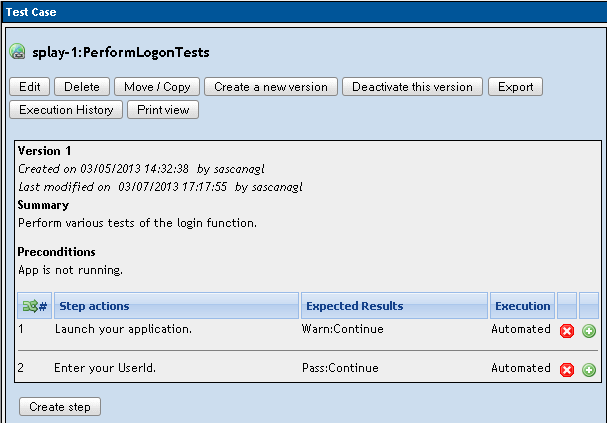 Test Case
splay-1:PerformLogonTests
Edit Delete Move / Copy Create a new version Deactivate this version Export
Execution History Print view
Version 1
Created on 03/05/2013 14:32:38 by sascanagl
Last modified on 03/07/2013 17:17:55 by sascanagl
Summary
Perform various tests of the login function.
Preconditions
App is not running.
# Step actions Expected Results Execution
1 Launch your application. Warn:Continue Automated
2 Enter your UserId. Pass:Continue Automated
Create step